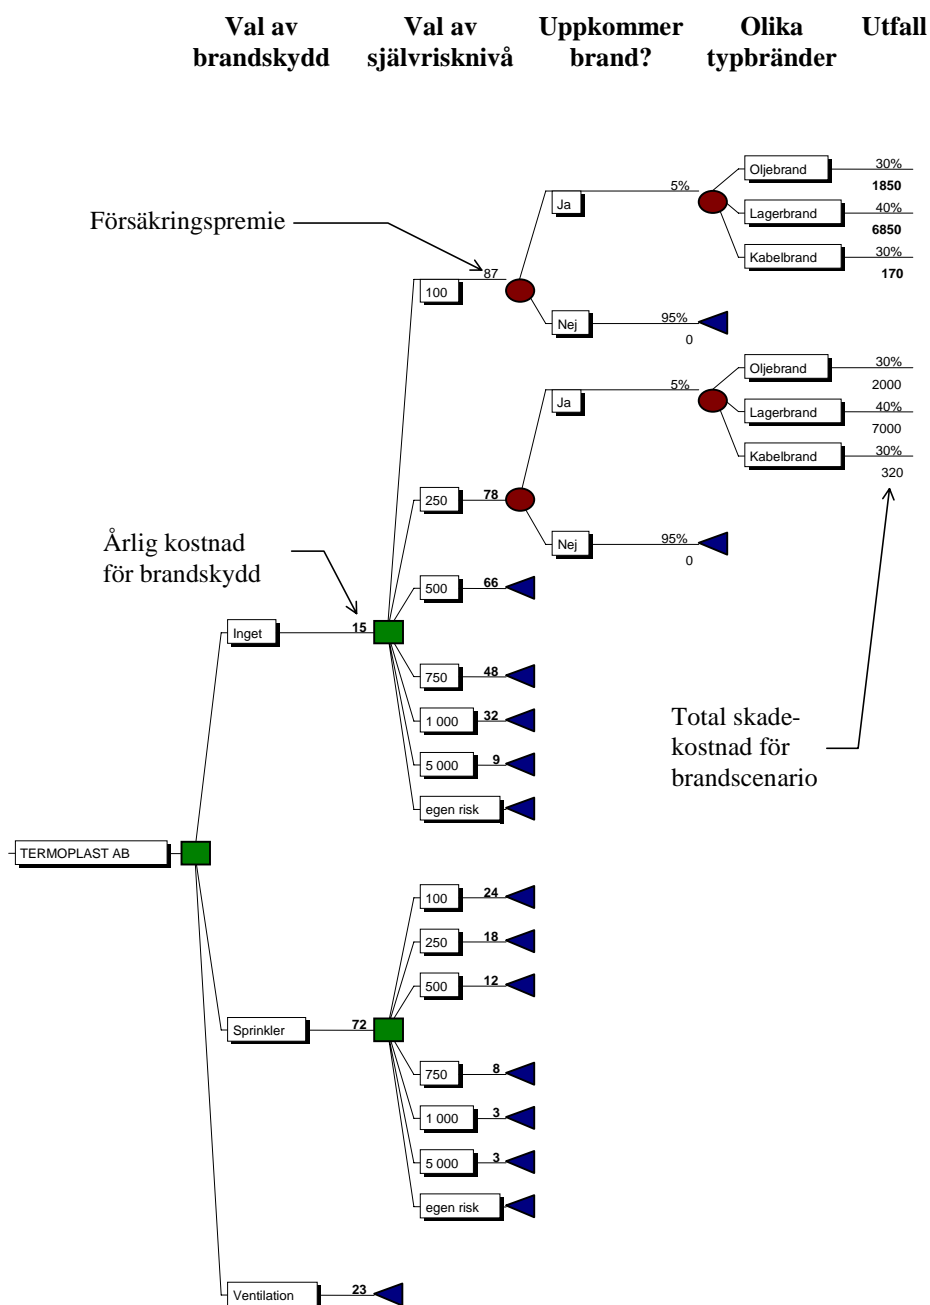 Val av
brandskydd
Val av
självrisknivå
Uppkommer
brand?
Olika
typbränder
Utfall
Försäkringspremie
Årlig kostnad
för brandskydd
Total skade-
kostnad för
brandscenario
TERMOPLAST AB
Inget
15
100
87
Ja
5%
Oljebrand
30%
1850
Lagerbrand
40%
6850
Kabelbrand
30%
170
Nej
95%
0
250
78
Ja
5%
Oljebrand
30%
2000
Lagerbrand
40%
7000
Kabelbrand
30%
320
Nej
95%
0
500
66
750
48
1 000
32
5 000
9
egen risk
Sprinkler
72
100
24
250
18
500
12
750
8
1 000
3
5 000
3
egen risk
Ventilation
23